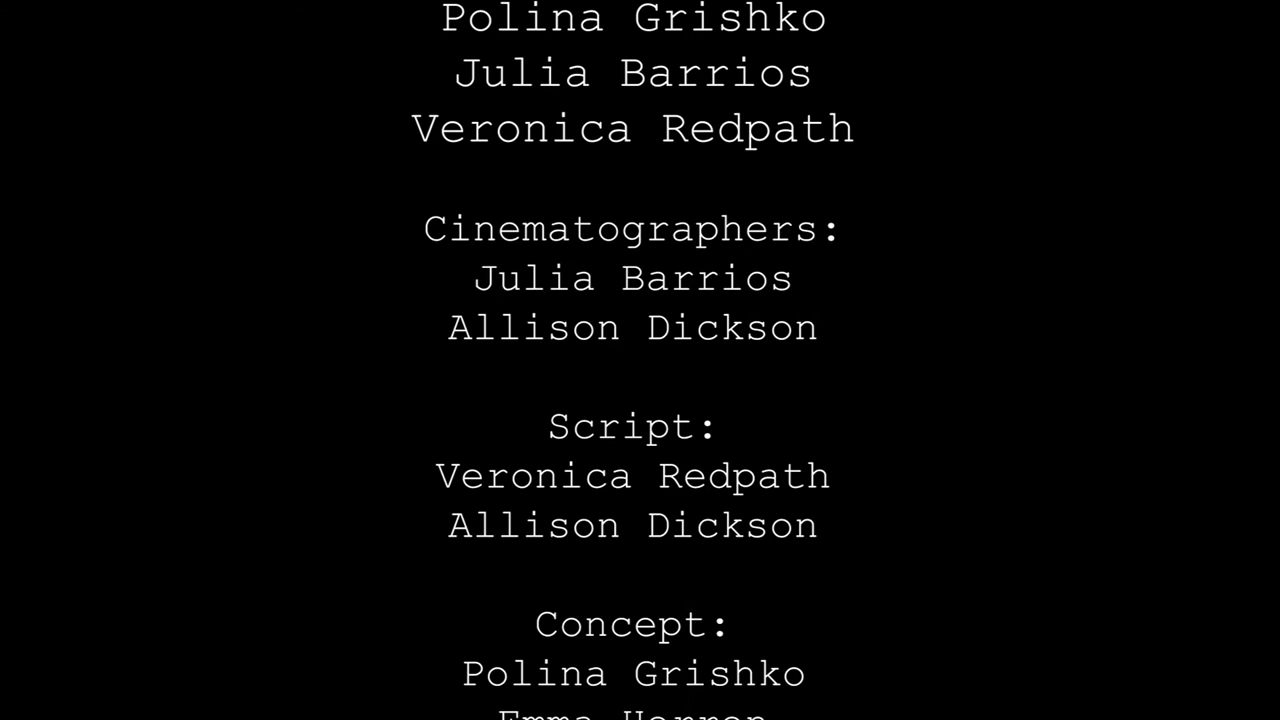 Polina Grishko
Julia Barrios
Veronica Redpath
Cinematographers:
Julia Barrios
Allison Dickson
Script:
Veronica Redpath
Allison Dickson
Concept:
Polina Grishko
Emma